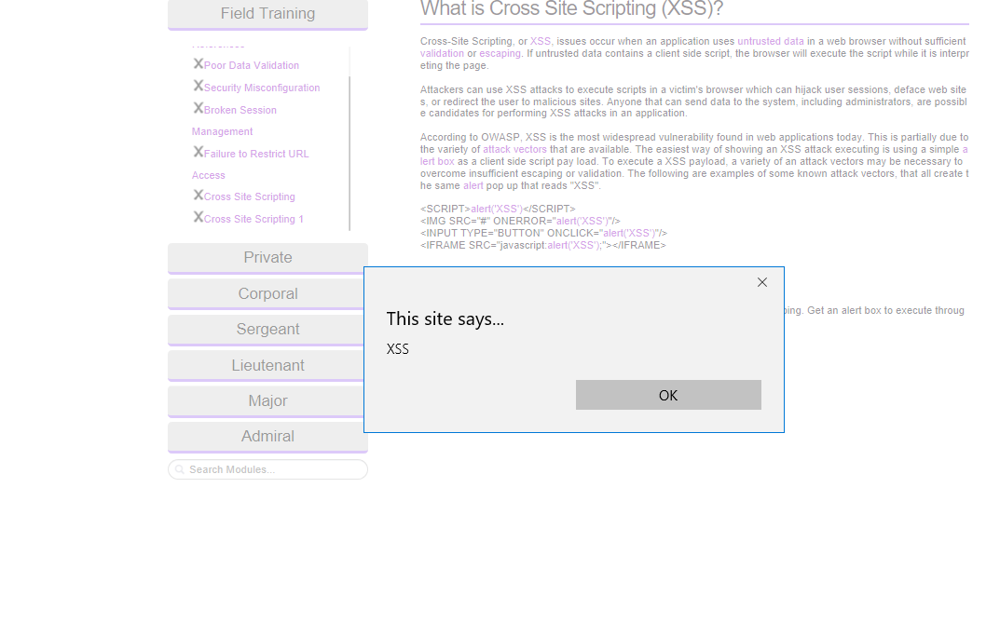 Field Training
References
Poor Data Validation
Security Misconfiguration
Broken Session
Management
Failure to Restrict URL
Access
Cross Site Scripting
Cross Site Scripting 1
Private
Corporal
Sergeant
Lieutenant
Major
Admiral
Search Modules...
What is Cross Site Scripting (XSS)?
Cross-Site Scripting, or XSS, issues occur when an application uses untrusted data in a web browser without sufficient
validation or escaping. If untrusted data contains a client side script, the browser will execute the script while it is interpr
eting the page.
Attackers can use XSS attacks to execute scripts in a victim's browser which can hijack user sessions, deface web site
s, or redirect the user to malicious sites. Anyone that can send data to the system, including administrators, are possibl
e candidates for performing XSS attacks in an application.
According to OWASP, XSS is the most widespread vulnerability found in web applications today. This is partially due to
the variety of attack vectors that are available. The easiest way of showing an XSS attack executing is using a simple a
lert box as a client side script pay load. To execute a XSS payload, a variety of an attack vectors may be necessary to
overcome insufficient escaping or validation. The following are examples of some known attack vectors, that all create t
he same alert pop up that reads "XSS".
<SCRIPT>alert('XSS')</SCRIPT>
<IMG SRC="#" ONERROR="alert('XSS')"/>
<INPUT TYPE="BUTTON" ONCLICK="alert('XSS')"/>
<IFRAME SRC="javascript:alert('XSS');"></IFRAME>
ping. Get an alert box to execute throug
This site says...
XSS
OK